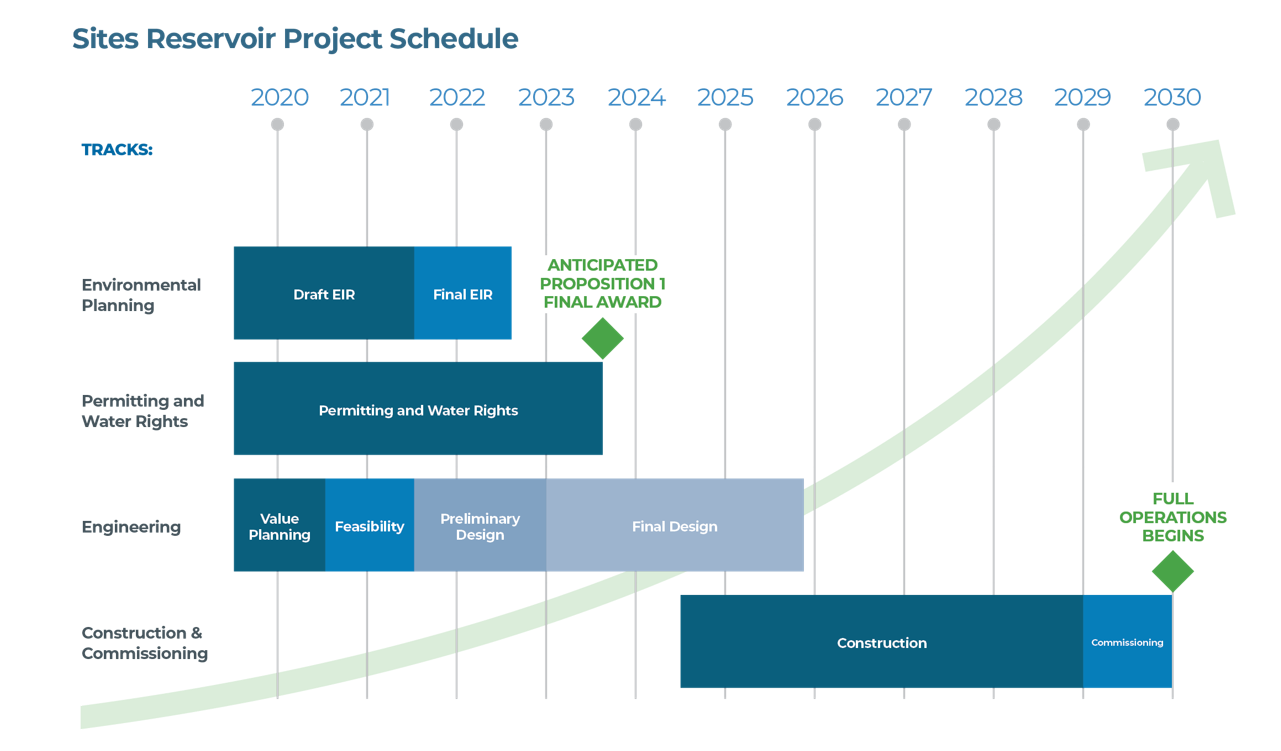 Sites Reservoir Project Schedule
2020 2021 2022 2023 2024 2025 2026 2027 2028 2029 2030
TRACKS:
Environmental
Planning
Draft EIR
Final EIR
ANTICIPATED
PROPOSITION 1
FINAL AWARD
Permitting and
Water Rights
Permitting and Water Rights
Engineering
Value
Planning
Feasibility
Preliminary
Design
Final Design
FULL
OPERATIONS
BEGINS
Construction &
Commissioning
Construction
Commissioning